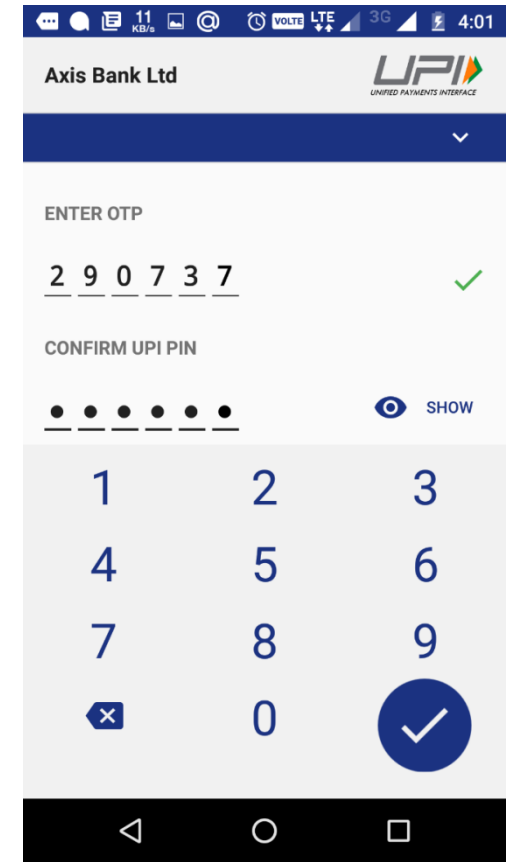 11 KB/s VOLTE LTE 3G 4:01
Axis Bank Ltd
UPI
UNIFIED PAYMENTS INTERFACE
ENTER OTP
2 9 0 7 3 7
CONFIRM UPI PIN
SHOW
1 2 3
4 5 6
7 8 9
0